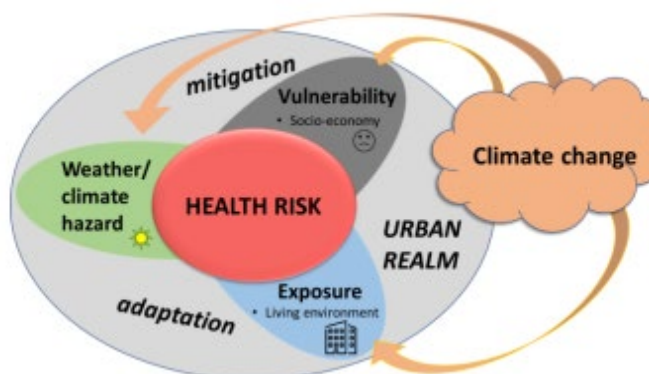 mitigation
Vulnerability
• Socio-economy
Climate change
Weather/
climate
hazard
HEALTH RISK
URBAN
REALM
adaptation
Exposure
• Living environment